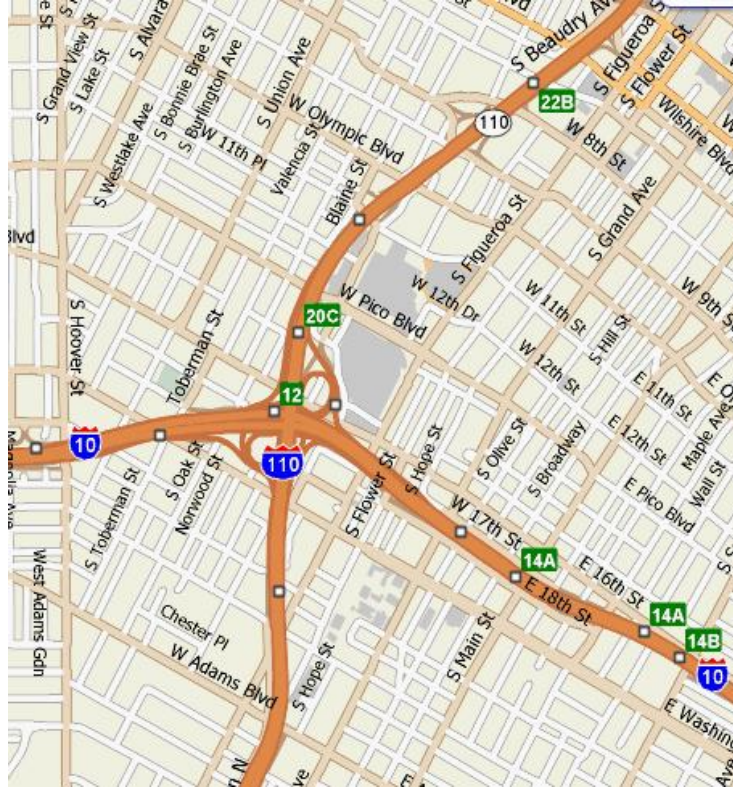 S Beaudry Av
S Figueroa S
S Flower St
S Alvara
S Grand View St
S Lake St
S Bonnie Brae St
S Burlington Ave
S Union Ave
22B
110
Wilshire Blvd
W Olympic Blvd
W 8th St
S Westlake Ave
W 11th Pl
Valencia St
Blaine St
S Grand Ave
S Figueroa St
Blvd
W 12th Dr
W 9th S
W Pico Blvd
W 11th St
S Hoover St
20C
Toberman St
S Hill St
W 12th St
E 11th St
12
E 12th St
Maple Ave
10
110
S Oak St
S Hope St
S Olive St
S Broadway
Wall St
Norwood St
S Flower St
E Pico Blvd
S Toberman St
W 17th St
14A
E 16th St
West Adams Gdn
E 18th St
14A
Chester Pl
14B
S Main St
10
W Adams Blvd
S Hope St
E Washing